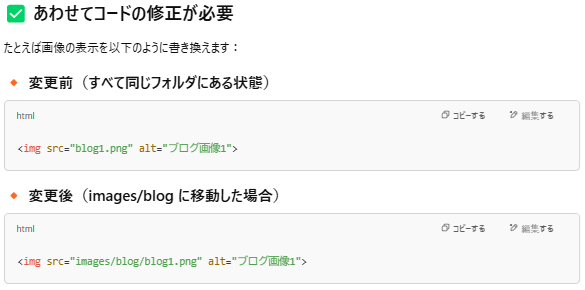 ✅ あわせてコードの修正が必要
たとえば画像の表示を以下のように書き換えます：
🔸 変更前（すべて同じフォルダにある状態）
html コピーする 編集する
<img src="blog1.png" alt="ブログ画像1">
🔸 変更後（images/blog に移動した場合）
html コピーする 編集する
<img src="images/blog/blog1.png" alt="ブログ画像1">